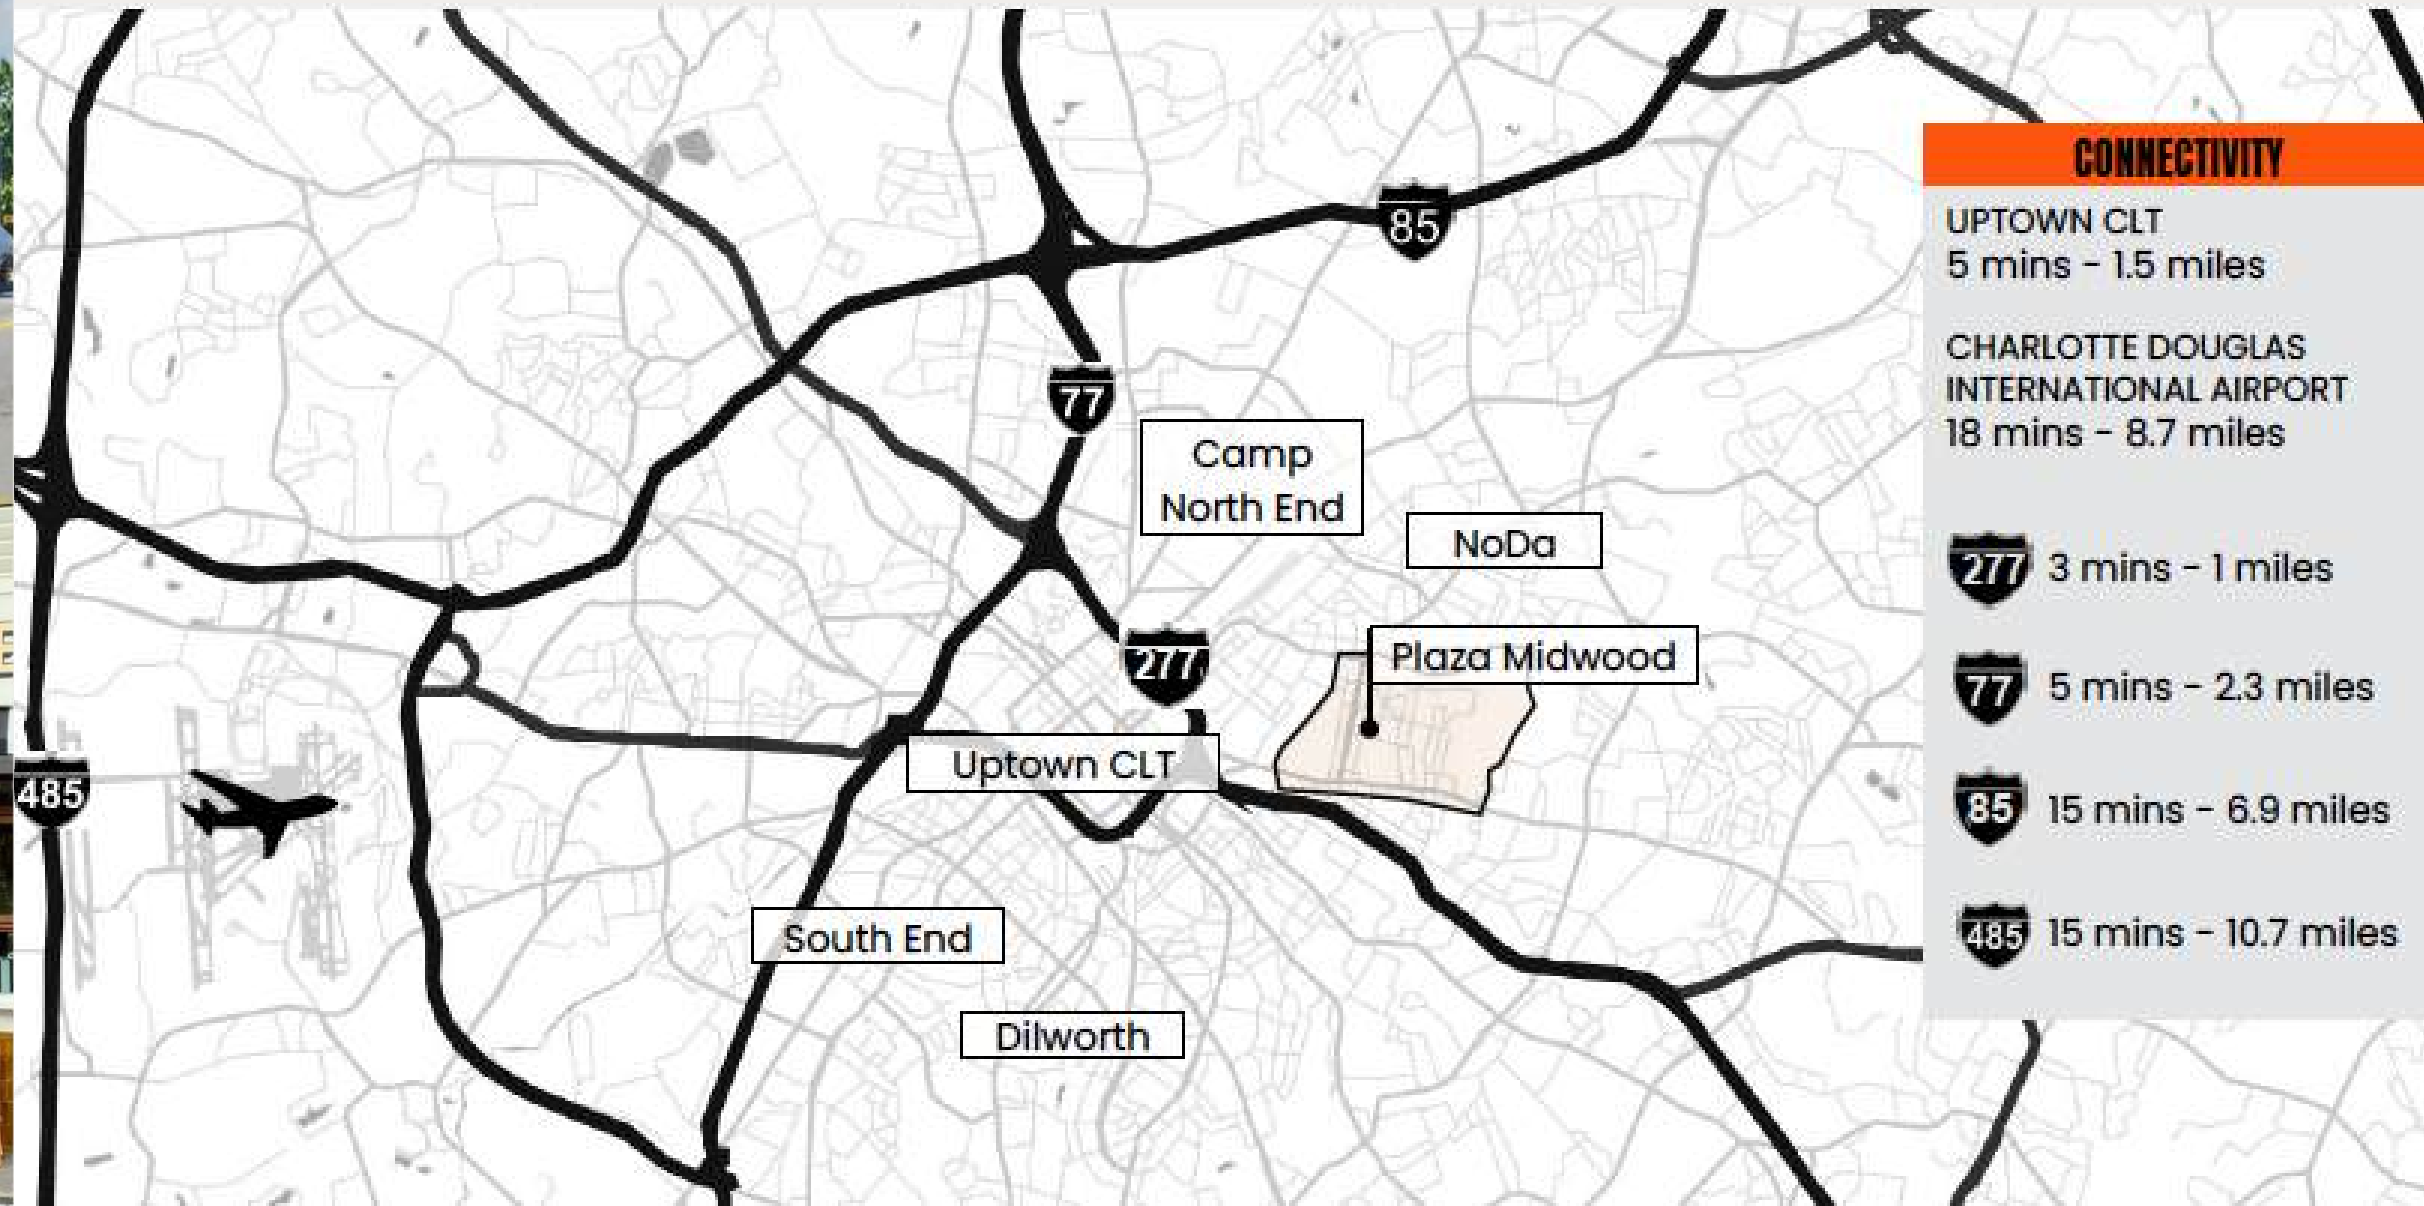 85
77
Camp
North End
NoDa
277
Plaza Midwood
Uptown CLT
485
South End
Dilworth
CONNECTIVITY
UPTOWN CLT
5 mins - 1.5 miles
CHARLOTTE DOUGLAS
INTERNATIONAL AIRPORT
18 mins - 8.7 miles
277 3 mins - 1 miles
77 5 mins - 2.3 miles
85 15 mins - 6.9 miles
485 15 mins - 10.7 miles